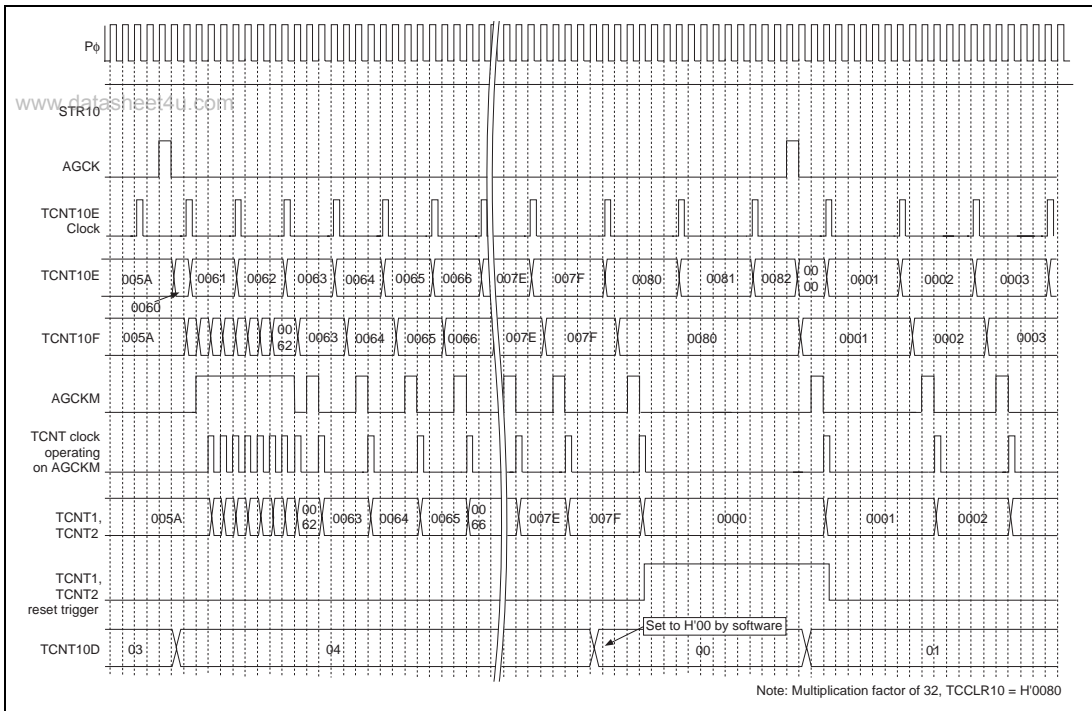 Pφ
www.datasheet4u.com
STR10
AGCK
TCNT10E
Clock
TCNT10E
005A 0061 0062 0063 0064 0065 0066 007E 007F 0080 0081 0082 00 0001 0002 0003
00
0060
TCNT10F
005A 00 0063 0064 0065 0066 007E 007F 0080 0001 0002 0003
62
AGCKM
TCNT clock
operating
on AGCKM
TCNT1,
TCNT2
005A 00 0063 0064 0065 00 007E 007F 0000 0001 0002
62 66
TCNT1,
TCNT2
reset trigger
Set to H'00 by software
TCNT10D
03 04 00 01
Note: Multiplication factor of 32, TCCLR10 = H'0080